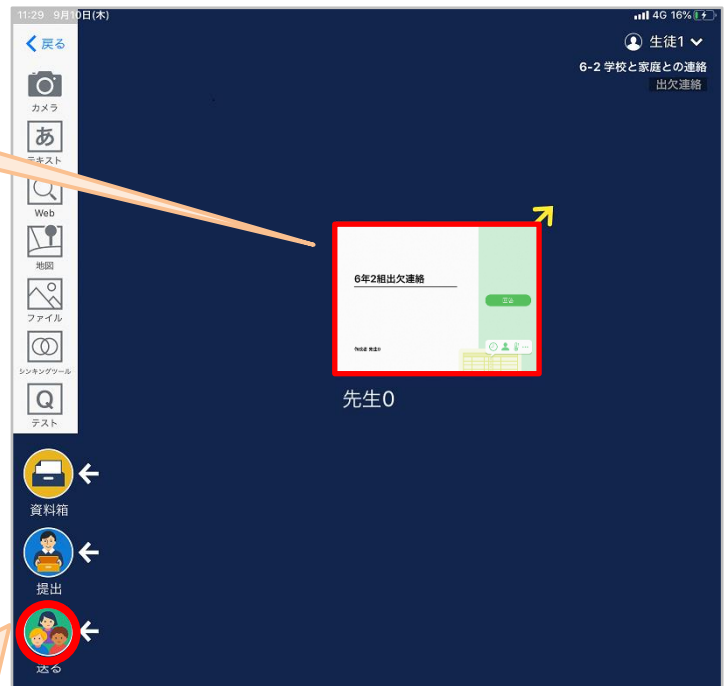 11:29 9月10日(木)
4G 16%
戻る
生徒1
6-2 学校と家庭との連絡
出欠連絡
カメラ
あ
テキスト
Web
地図
ファイル
シンキングツール
Q
テスト
6年2組出欠連絡
先生0
資料箱
提出
送る